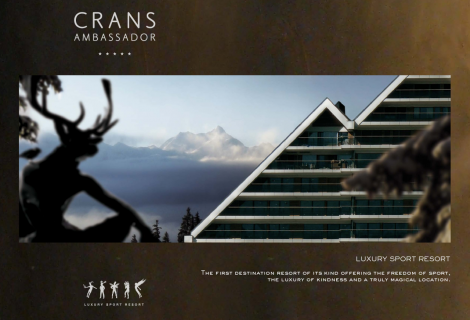 CRANS
AMBASSADOR
LUXURY SPORT RESORT
THE FIRST DESTINATION RESORT OF ITS KIND OFFERING THE FREEDOM OF SPORT,
THE LUXURY OF KINDNESS AND A TRULY MAGICAL LOCATION.
LUXURY SPORT RESORT